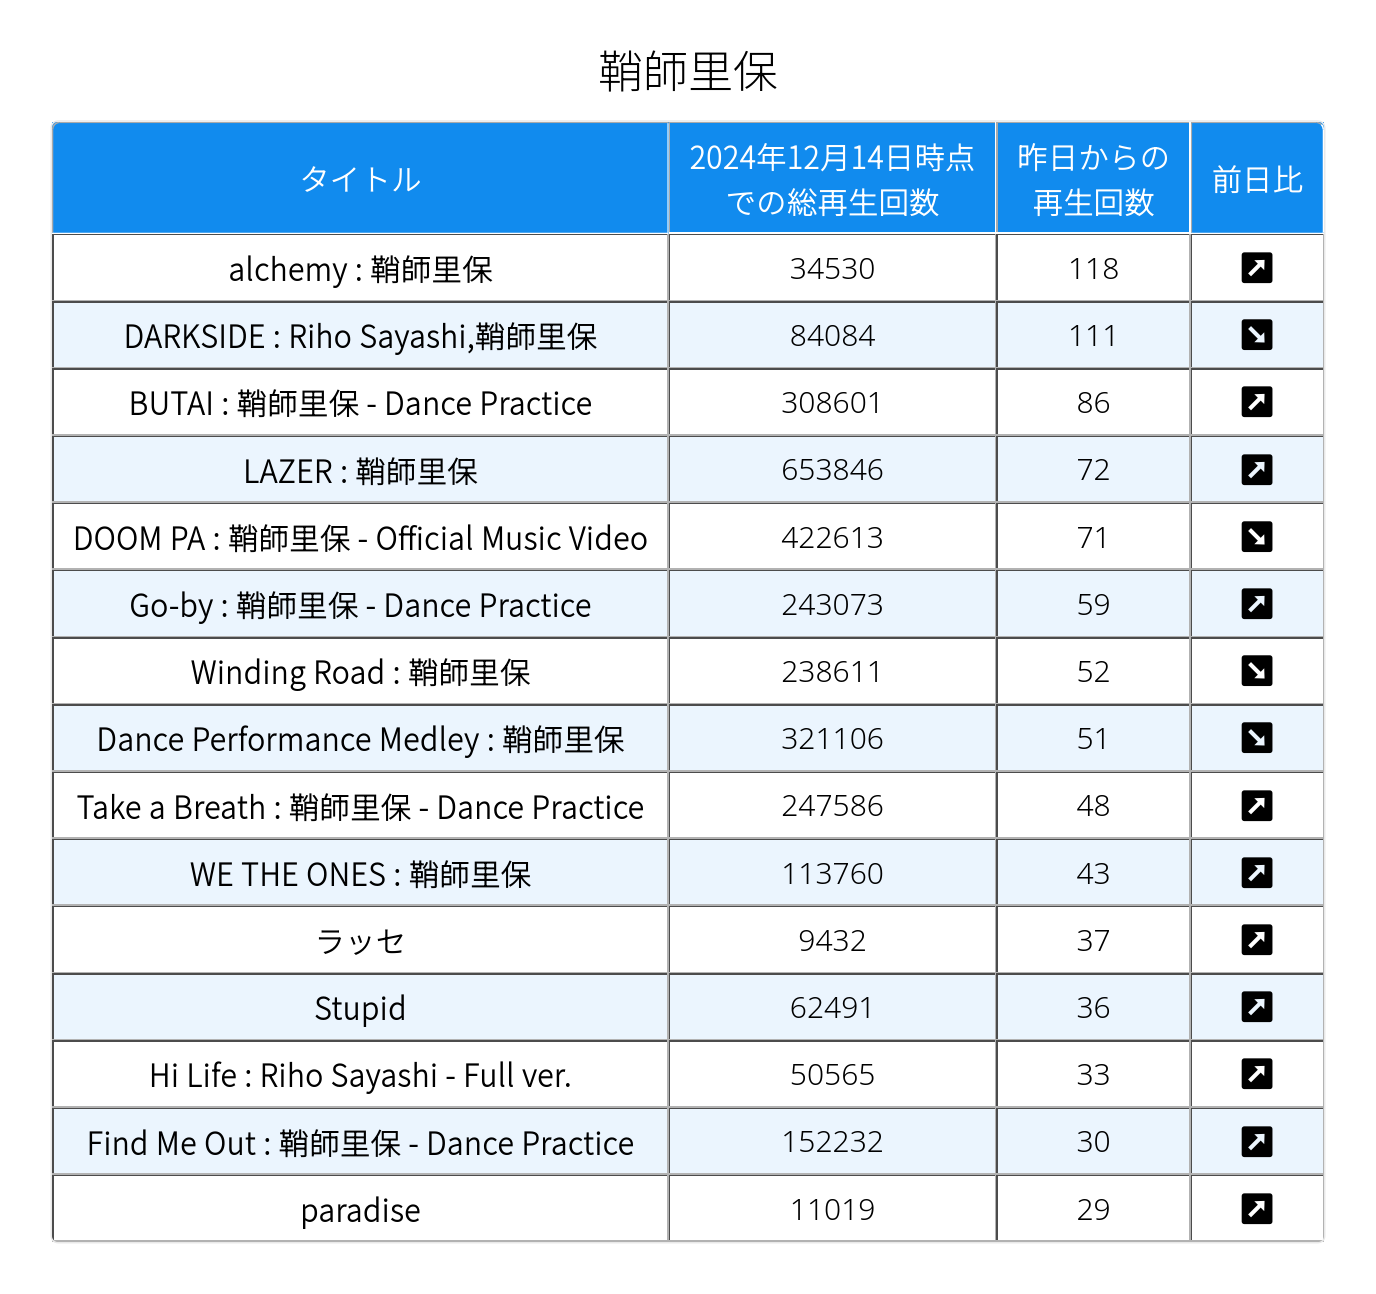 鞘師里保
タイトル
2024年12月14日時点
での総再生回数
昨日からの
再生回数
前日比
alchemy : 鞘師里保 34530 118 ↗
DARKSIDE : Riho Sayashi,鞘師里保 84084 111 ↘
BUTAI : 鞘師里保 - Dance Practice 308601 86 ↗
LAZER : 鞘師里保 653846 72 ↗
DOOM PA : 鞘師里保 - Official Music Video 422613 71 ↘
Go-by : 鞘師里保 - Dance Practice 243073 59 ↗
Winding Road : 鞘師里保 238611 52 ↘
Dance Performance Medley : 鞘師里保 321106 51 ↘
Take a Breath : 鞘師里保 - Dance Practice 247586 48 ↗
WE THE ONES : 鞘師里保 113760 43 ↗
ラッセ 9432 37 ↗
Stupid 62491 36 ↗
Hi Life : Riho Sayashi - Full ver. 50565 33 ↗
Find Me Out : 鞘師里保 - Dance Practice 152232 30 ↗
paradise 11019 29 ↗